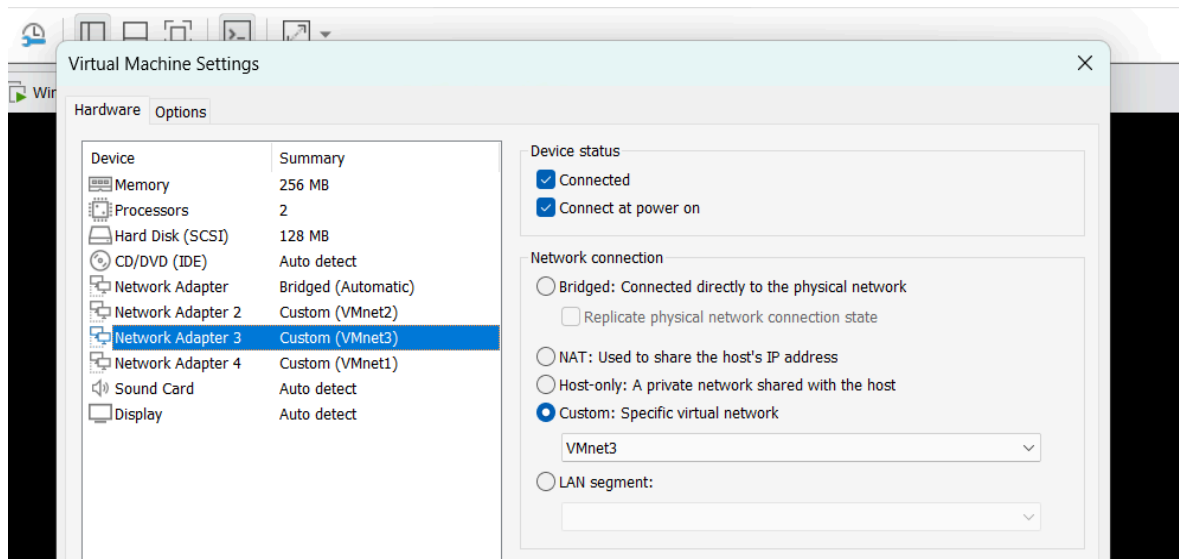 Virtual Machine Settings
Wir
Hardware Options
Device Summary
Memory 256 MB
Processors 2
Hard Disk (SCSI) 128 MB
CD/DVD (IDE) Auto detect
Network Adapter Bridged (Automatic)
Network Adapter 2 Custom (VMnet2)
Network Adapter 3 Custom (VMnet3)
Network Adapter 4 Custom (VMnet1)
Sound Card Auto detect
Display Auto detect
Device status
Connected
Connect at power on
Network connection
Bridged: Connected directly to the physical network
Replicate physical network connection state
NAT: Used to share the host's IP address
Host-only: A private network shared with the host
Custom: Specific virtual network
VMnet3
LAN segment: